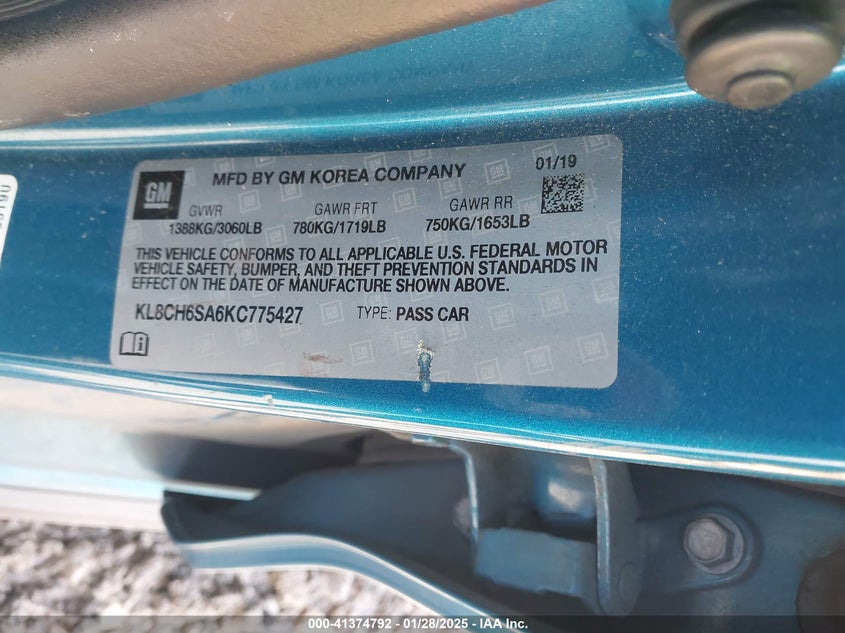 MFD BY GM KOREA COMPANY
01/19
GM
GVWR GAWR FRT GAWR RR
1388KG/3060LB 780KG/1719LB 750KG/1653LB
THIS VEHICLE CONFORMS TO ALL APPLICABLE U.S. FEDERAL MOTOR
VEHICLE SAFETY, BUMPER, AND THEFT PREVENTION STANDARDS IN
EFFECT ON THE DATE OF MANUFACTURE SHOWN ABOVE.
KL8CH6SA6KC775427 TYPE: PASS CAR
000-41374792 - 01/28/2025 - IAA Inc.